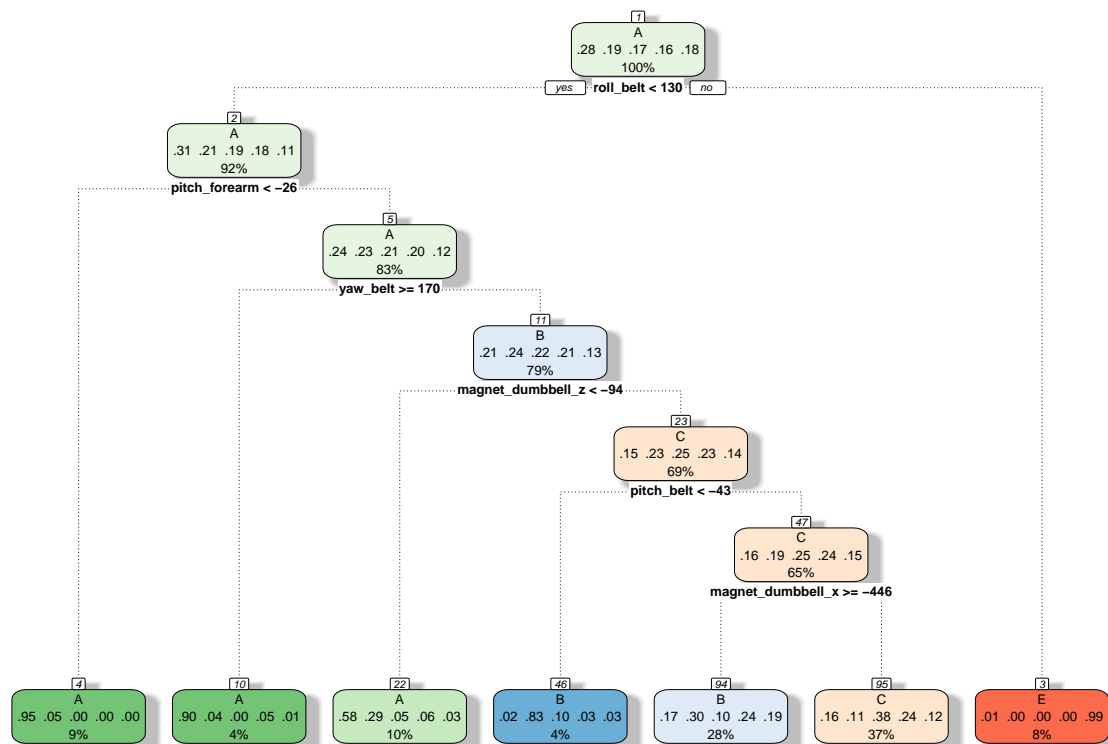 1
A
.28 .19 .17 .16 .18
100%
yes roll_belt < 130 no
2
A
.31 .21 .19 .18 .11
92%
pitch_forearm < −26
5
A
.24 .23 .21 .20 .12
83%
yaw_belt >= 170
11
B
.21 .24 .22 .21 .13
79%
magnet_dumbbell_z < −94
23
C
.15 .23 .25 .23 .14
69%
pitch_belt < −43
47
C
.16 .19 .25 .24 .15
65%
magnet_dumbbell_x >= −446
4
A
.95 .05 .00 .00 .00
9%
10
A
.90 .04 .00 .05 .01
4%
22
A
.58 .29 .05 .06 .03
10%
46
B
.02 .83 .10 .03 .03
4%
94
B
.17 .30 .10 .24 .19
28%
95
C
.16 .11 .38 .24 .12
37%
3
E
.01 .00 .00 .00 .99
8%